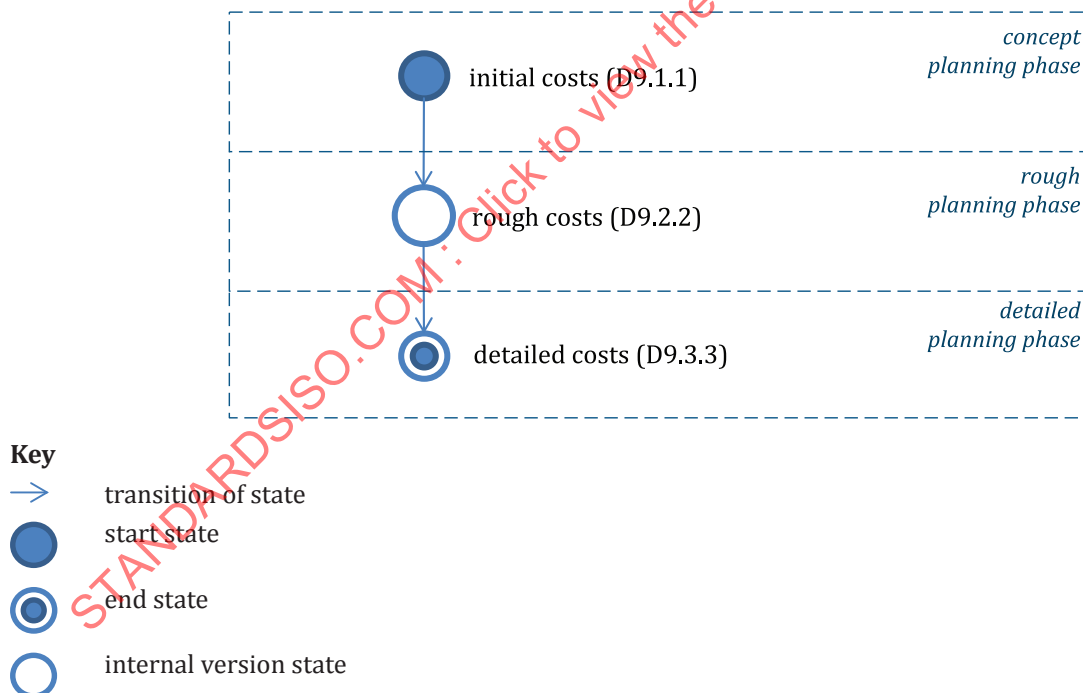 concept
planning phase
initial costs (D9.1.1)
rough
planning phase
rough costs (D9.2.2)
detailed
planning phase
detailed costs (D9.3.3)
Key
transition of state
start state
end state
internal version state
STANDARDSISO.COM : Click to view the